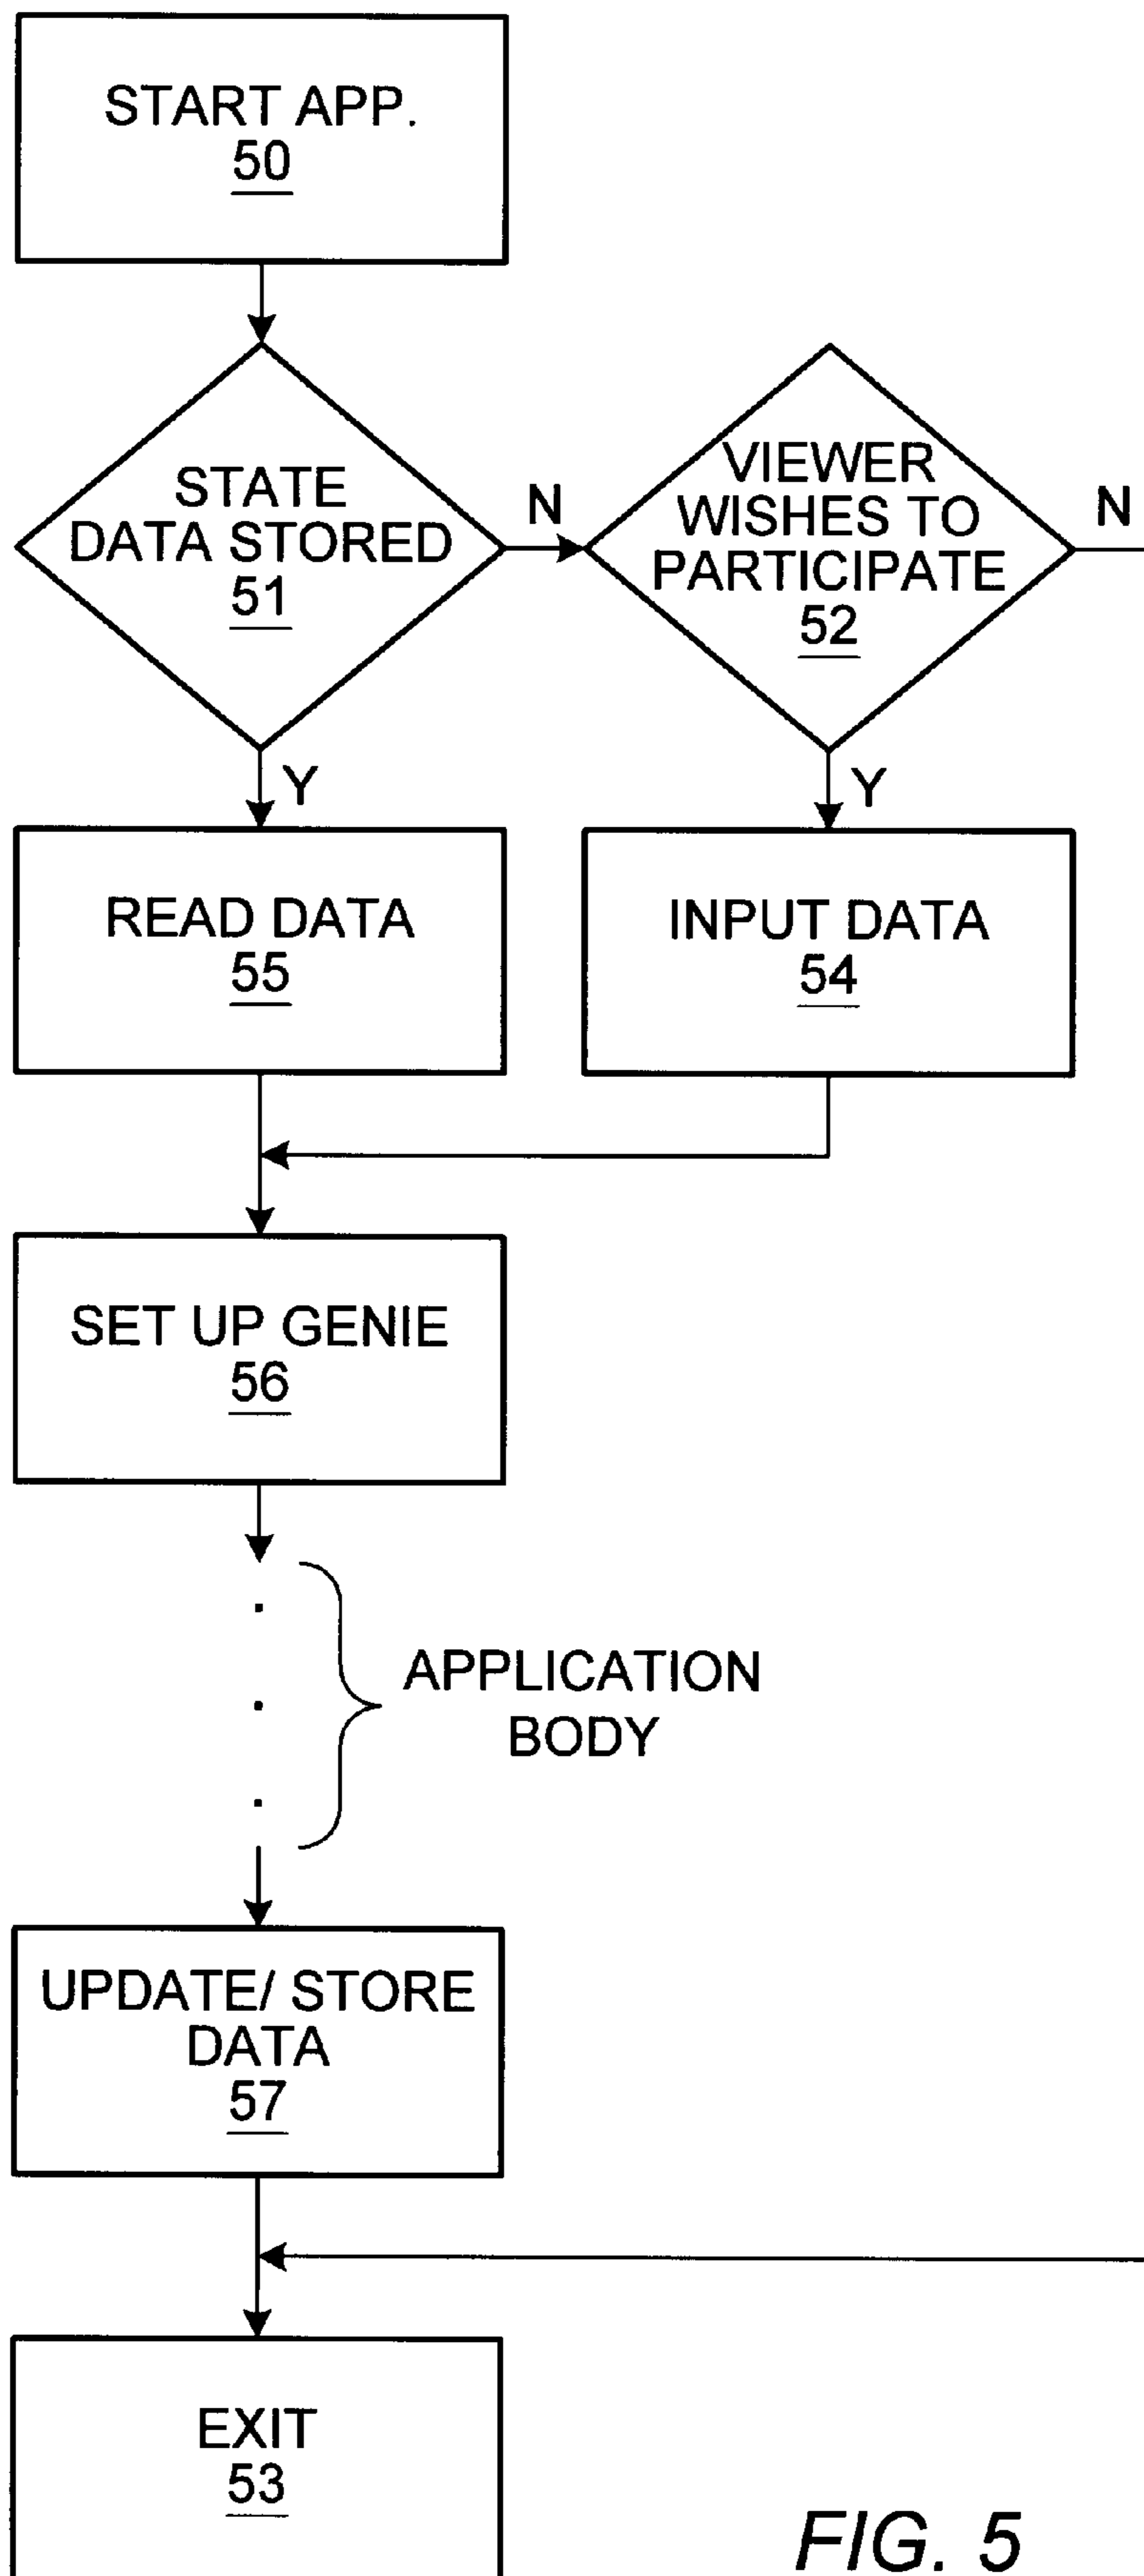 START APP.
50
STATE
DATA STORED
51
N
VIEWER
WISHES TO
PARTICIPATE
52
N
Y
Y
READ DATA
55
INPUT DATA
54
SET UP GENIE
56
APPLICATION
BODY
UPDATE/ STORE
DATA
57
EXIT
53
FIG. 5